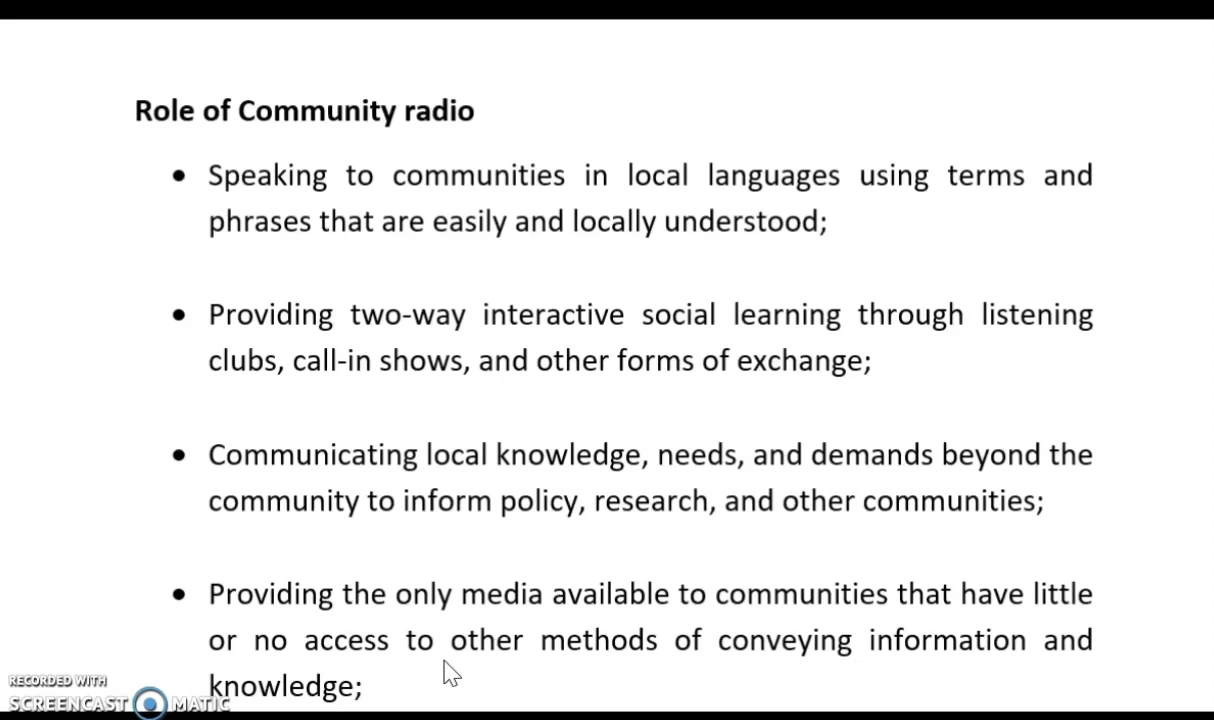 Role of Community radio
• Speaking to communities in local languages using terms and
phrases that are easily and locally understood;
• Providing two-way interactive social learning through listening
clubs, call-in shows, and other forms of exchange;
• Communicating local knowledge, needs, and demands beyond the
community to inform policy, research, and other communities;
• Providing the only media available to communities that have little
or no access to other methods of conveying information and
knowledge;
RECORDED WITH
SCREENCAST MATIC